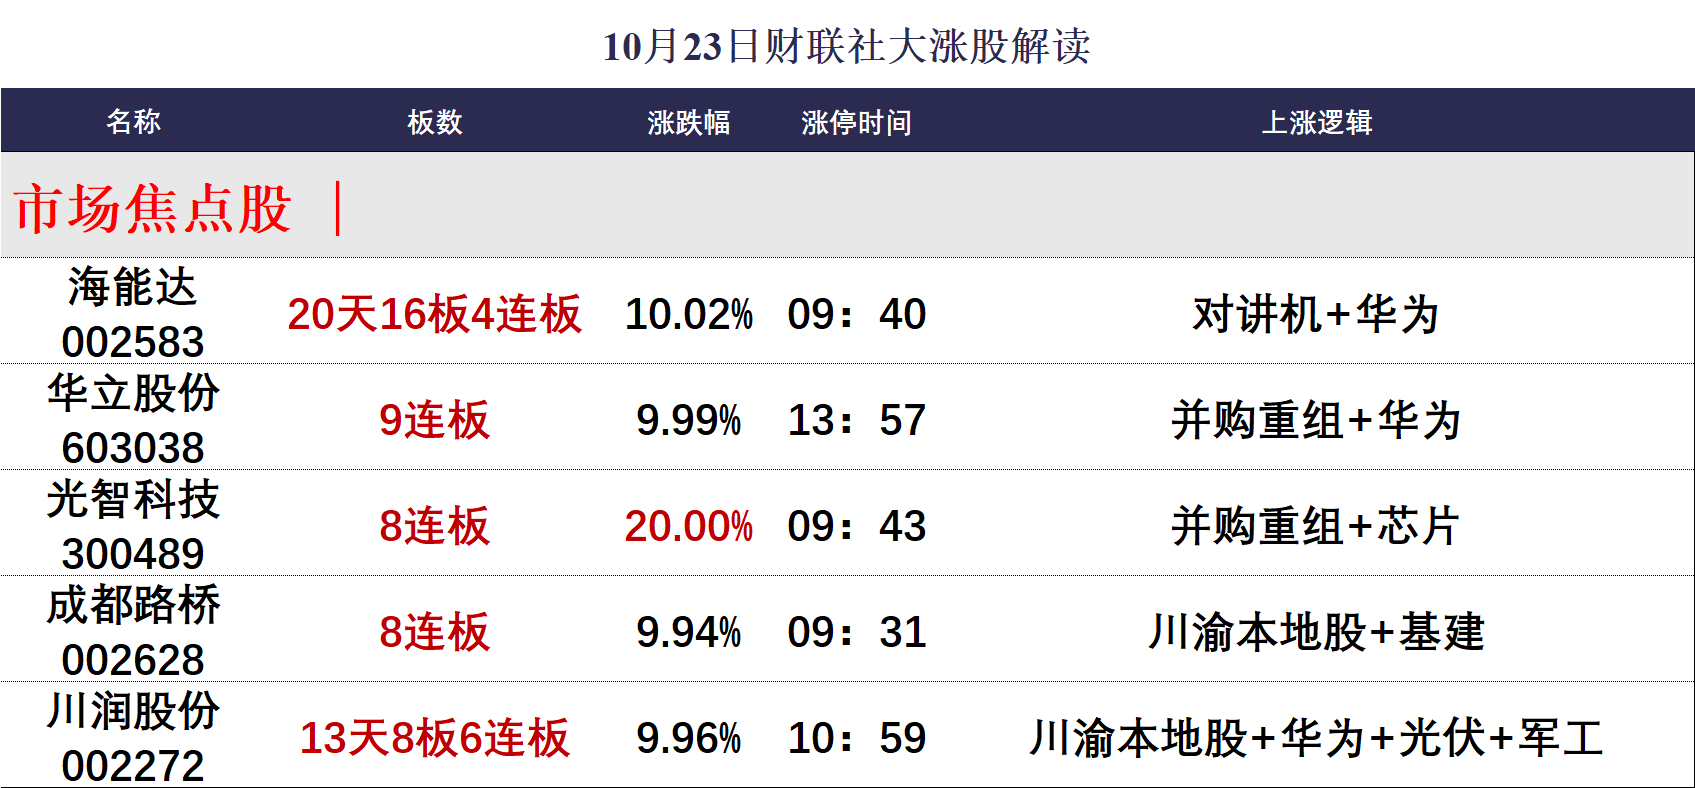 10月23日财联社大涨股解读
名称 板数 涨跌幅 涨停时间 上涨逻辑
市场焦点股 ｜
海能达
002583 20天16板4连板 10.02% 09：40 对讲机+华为
华立股份
603038 9连板 9.99% 13：57 并购重组+华为
光智科技
300489 8连板 20.00% 09：43 并购重组+芯片
成都路桥
002628 8连板 9.94% 09：31 川渝本地股+基建
川润股份
002272 13天8板6连板 9.96% 10：59 川渝本地股+华为+光伏+军工